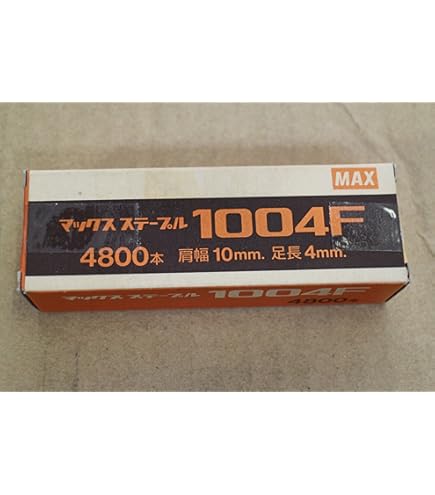 MAX
マックス ステープル 1004F
4800本 肩幅 10mm. 足長 4mm.
マックス ステープル 1004F
4800本